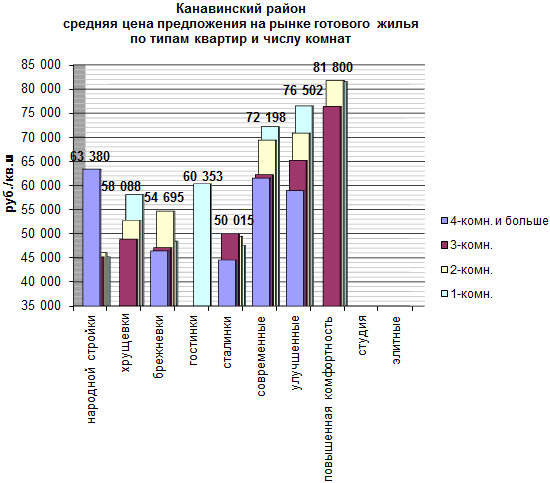 Канавинский район
средняя цена предложения на рынке готового жилья
по типам квартир и числу комнат
руб./кв.м
85 000
80 000
75 000
70 000
65 000
60 000
55 000
50 000
45 000
40 000
35 000
63 380
58 088
54 695
60 353
50 015
72 198
76 502
81 800
народной стройки
хрущевки
брежневки
гостинки
сталинки
современные
улучшенные
повышенная комфортность
студия
элитные
4-комн. и больше
3-комн.
2-комн.
1-комн.